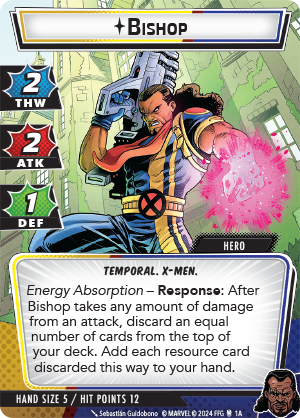 Bishop
2
THW
2
ATK
1
DEF
HERO
TEMPORAL. X-MEN.
Energy Absorption – Response: After
Bishop takes any amount of damage
from an attack, discard an equal
number of cards from the top of
your deck. Add each resource card
discarded this way to your hand.
HAND SIZE 5 / HIT POINTS 12
Sebastián Guidobono © MARVEL © 2024 FFG 1A